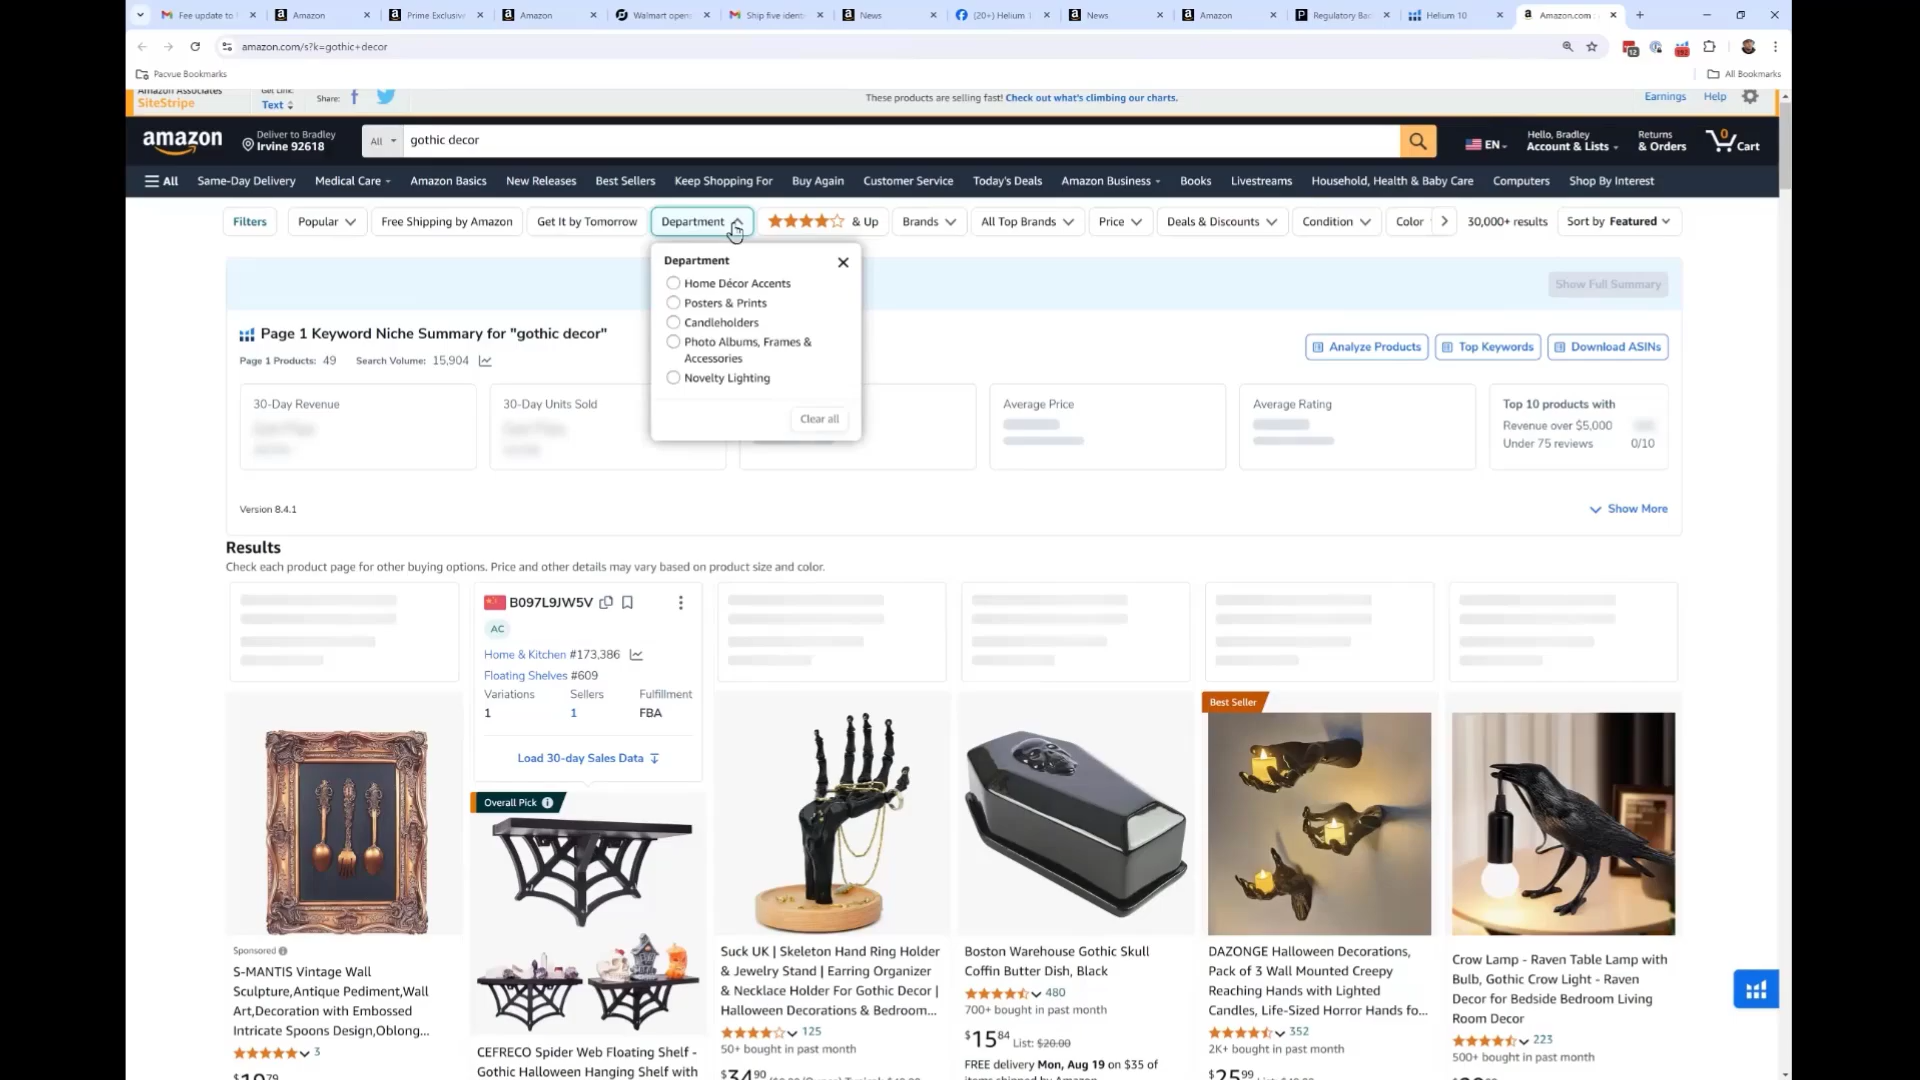 Fee update to
Amazon
Prime Exclusive
Amazon
Walmart open
Ship five ident
News
(20+) Helium 1
News
Amazon
Regulatory Bac
Helium 10
Amazon.com
amazon.com/s?k=gothic+decor
12
192
Pacvue Bookmarks
All Bookmarks
Amazon Associates
SiteStripe
Get Link:
Text
Share:
These products are selling fast! Check out what's climbing our charts.
Earnings
Help
amazon
Deliver to Bradley
Irvine 92618
All
gothic decor
EN
Hello, Bradley
Account & Lists
Returns
& Orders
0
Cart
All
Same-Day Delivery
Medical Care
Amazon Basics
New Releases
Best Sellers
Keep Shopping For
Buy Again
Customer Service
Today's Deals
Amazon Business
Books
Livestreams
Household, Health & Baby Care
Computers
Shop By Interest
Filters
Popular
Free Shipping by Amazon
Get It by Tomorrow
Department
& Up
Brands
All Top Brands
Price
Deals & Discounts
Condition
Color
30,000+ results
Sort by Featured
Department
Home Décor Accents
Posters & Prints
Candleholders
Photo Albums, Frames &
Accessories
Novelty Lighting
Clear all
Show Full Summary
Page 1 Keyword Niche Summary for "gothic decor"
Page 1 Products: 49
Search Volume: 15,904
Analyze Products
Top Keywords
Download ASINs
30-Day Revenue
30-Day Units Sold
Average Price
Average Rating
Top 10 products with
Revenue over $5,000
Under 75 reviews 0/10
Version 8.4.1
Show More
Results
Check each product page for other buying options. Price and other details may vary based on product size and color.
B097L9JW5V
AC
Home & Kitchen #173,386
Floating Shelves #609
Variations Sellers Fulfillment
1 1 FBA
Load 30-day Sales Data
Overall Pick
Best Seller
Sponsored
S-MANTIS Vintage Wall
Sculpture,Antique Pediment,Wall
Art,Decoration with Embossed
Intricate Spoons Design,Oblong...
3
CEFRECO Spider Web Floating Shelf -
Gothic Halloween Hanging Shelf with
Suck UK | Skeleton Hand Ring Holder
& Jewelry Stand | Earring Organizer
& Necklace Holder For Gothic Decor |
Halloween Decorations & Bedroom...
125
50+ bought in past month
$34.90
Boston Warehouse Gothic Skull
Coffin Butter Dish, Black
480
700+ bought in past month
$15.84 List: $20.00
FREE delivery Mon, Aug 19 on $35 of
items shipped by Amazon
DAZONGE Halloween Decorations,
Pack of 3 Wall Mounted Creepy
Reaching Hands with Lighted
Candles, Life-Sized Horror Hands fo...
352
2K+ bought in past month
$25.99
Crow Lamp - Raven Table Lamp with
Bulb, Gothic Crow Light - Raven
Decor for Bedside Bedroom Living
Room Decor
223
500+ bought in past month